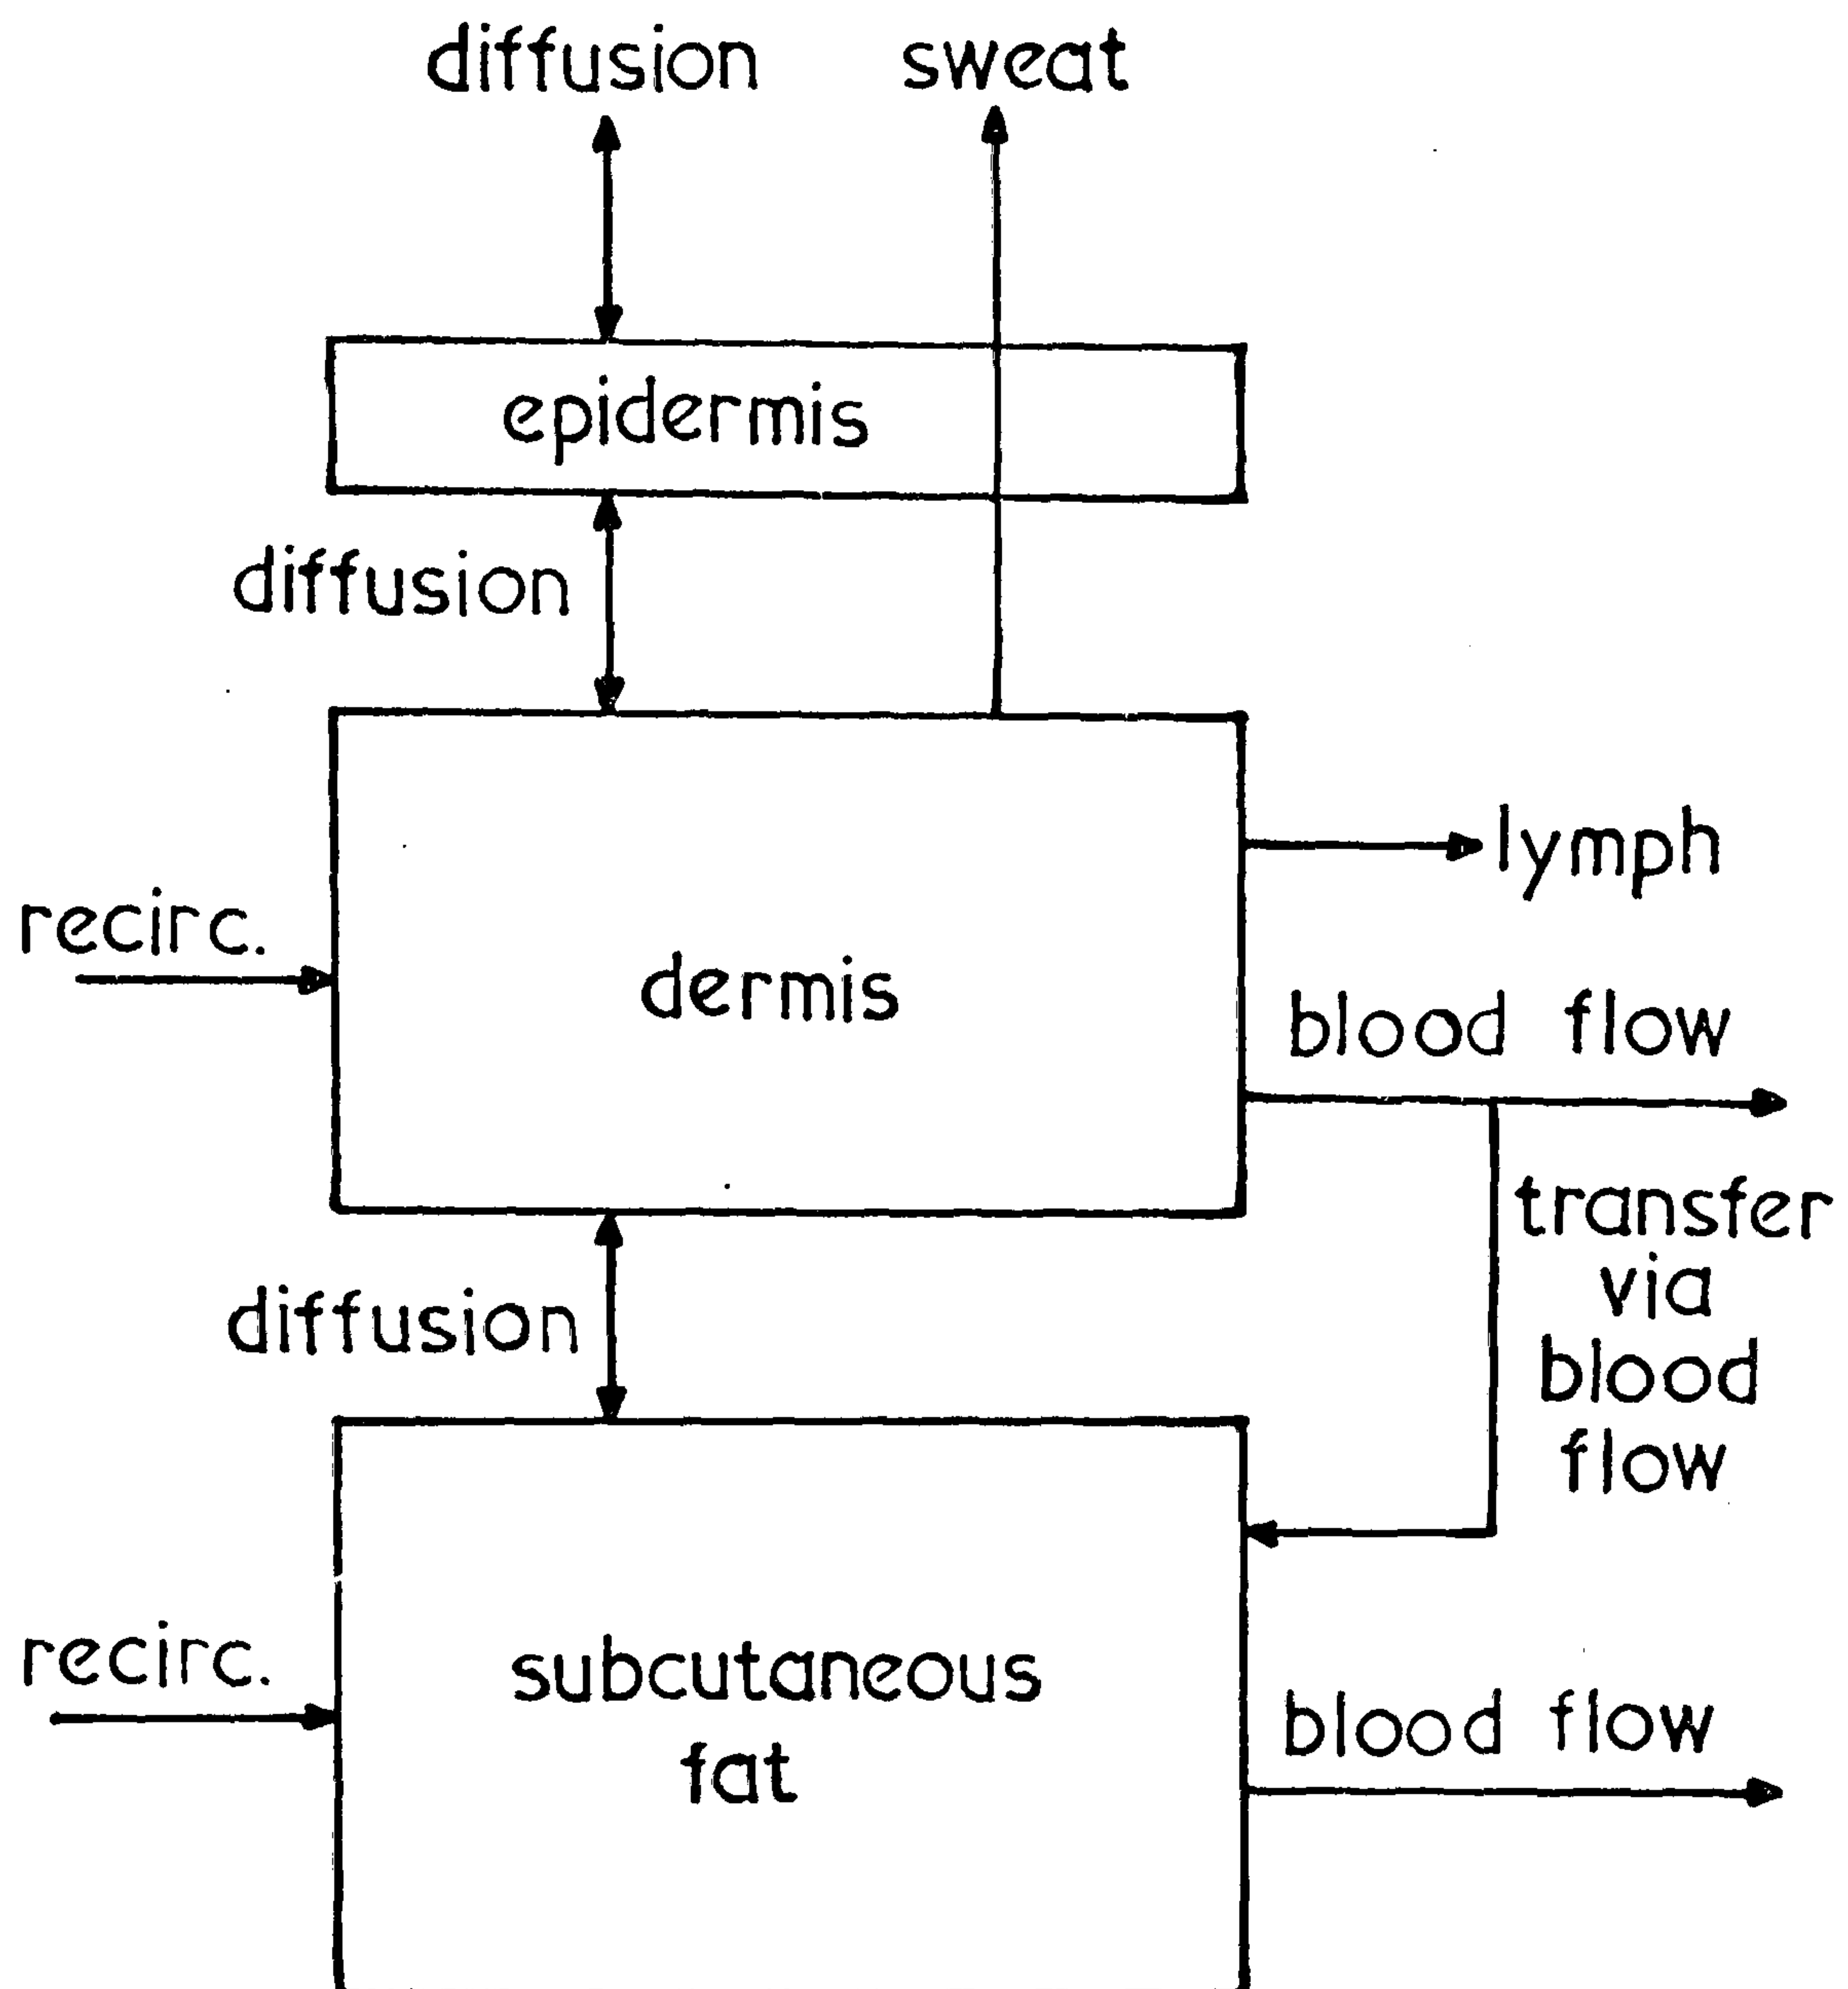 diffusion
sweat
epidermis
diffusion
lymph
recirc.
dermis
blood flow
transfer
via
blood
flow
diffusion
recirc.
subcutaneous
fat
blood flow